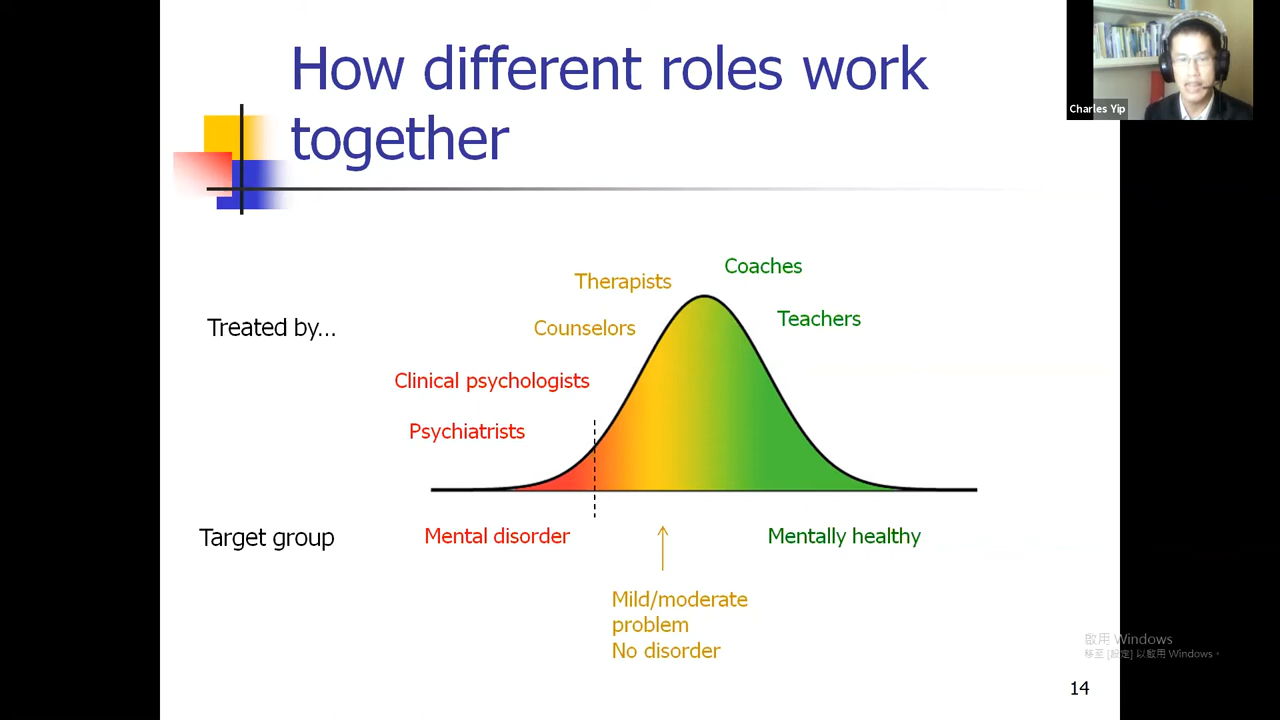 How different roles work
together
Charles Yip
Coaches
Therapists
Teachers
Treated by...
Counselors
Clinical psychologists
Psychiatrists
Target group
Mental disorder
Mentally healthy
Mild/moderate
problem
No disorder
啟用 Windows
移至 [設定] 以啟用 Windows。
14